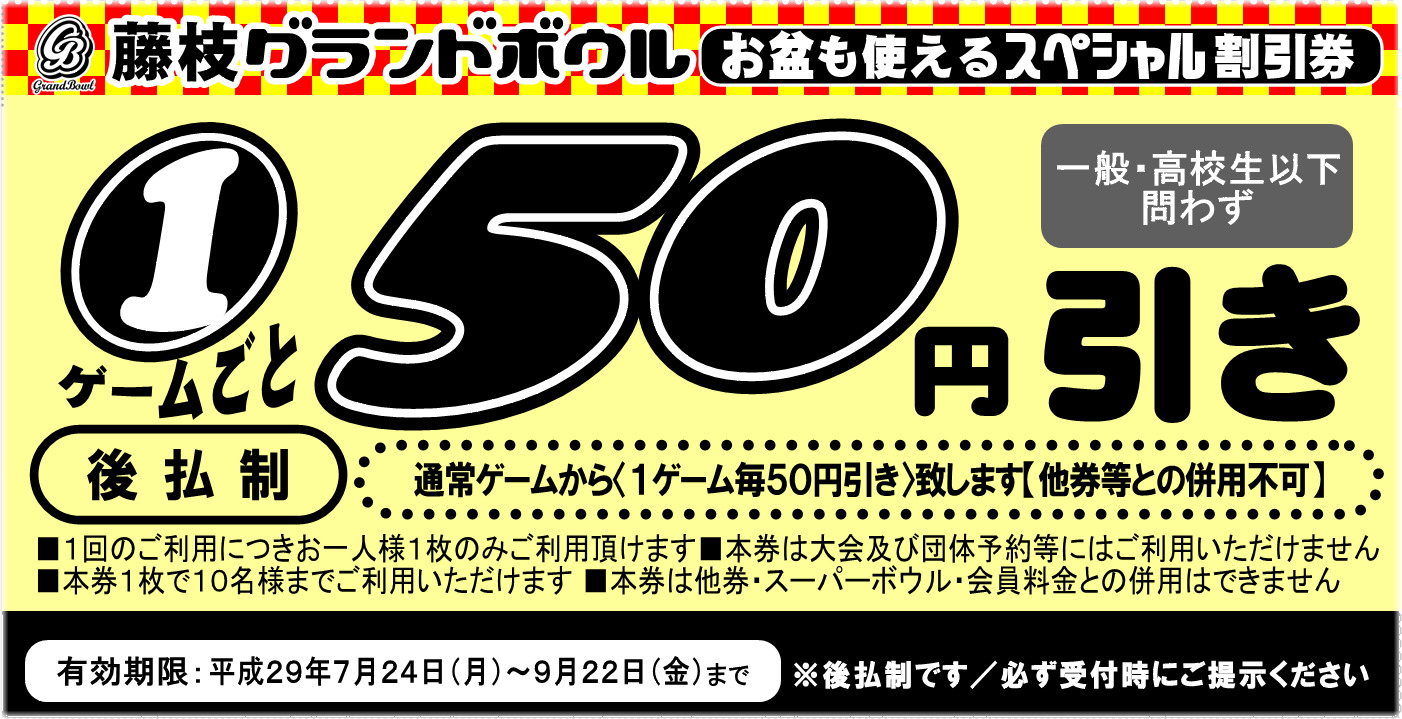 GB
GrandBowl
藤枝グランドボウル
お盆も使えるスペシャル割引券
1
ゲームごと
50円引き
一般・高校生以下
問わず
後払制
通常ゲームから〈1ゲーム毎50円引き〉致します【他券等との併用不可】
■1回のご利用につきお一人様1枚のみご利用頂けます■本券は大会及び団体予約等にはご利用いただけません
■本券1枚で10名様までご利用いただけます ■本券は他券・スーパーボウル・会員料金との併用はできません
有効期限：平成29年7月24日(月)～9月22日(金)まで
※後払制です／必ず受付時にご提示ください